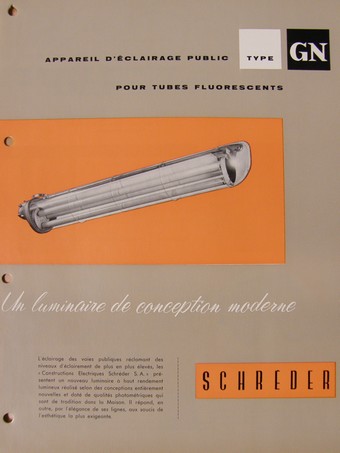 APPAREIL D'ÉCLAIRAGE PUBLIC TYPE GN
POUR TUBES FLUORESCENTS
Un luminaire de conception moderne
L'éclairage des voies publiques réclamant des
niveaux d'éclairement de plus en plus élevés, les
« Constructions Electriques Schréder S.A. » pré-
sentent un nouveau luminaire à haut rendement
lumineux réalisé selon des conceptions entièrement
nouvelles et doté de qualités photométriques qui
sont de tradition dans la Maison. Il répond, en
outre, par l'élégance de ses lignes, aux soucis de
l'esthétique la plus exigeante.
SCHRÉDER